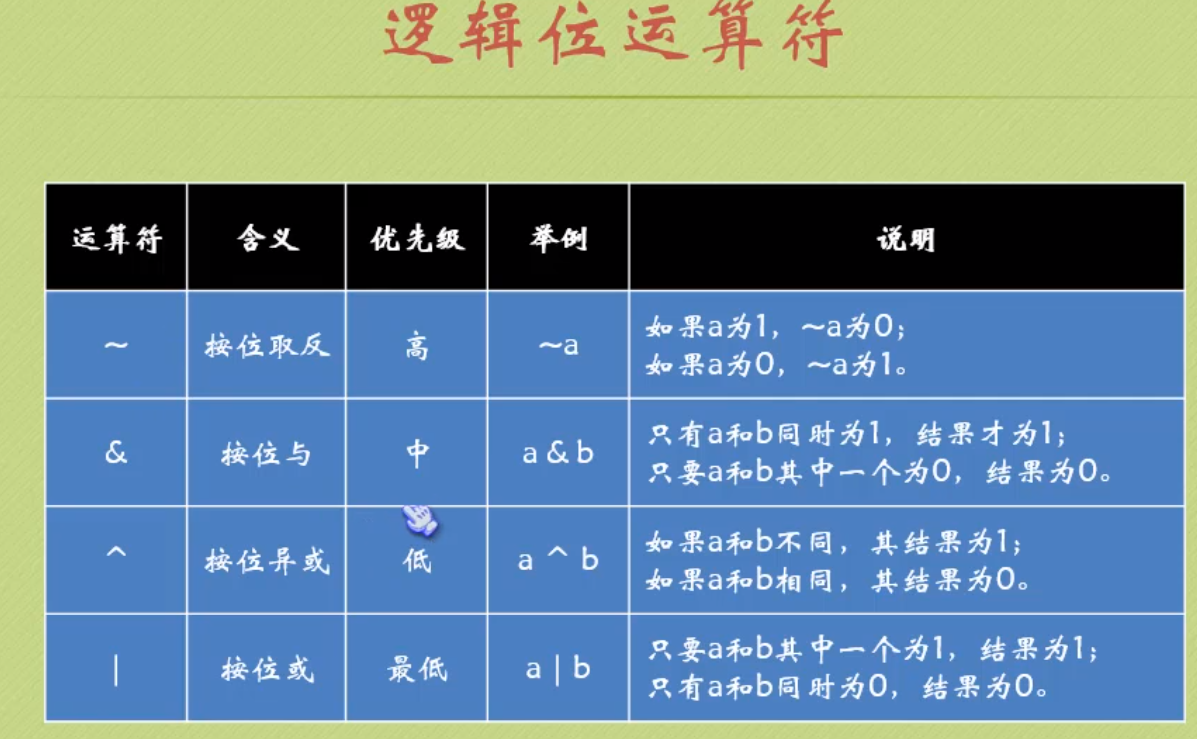 逻辑位运算符
运算符 含义 优先级 举例 说明
~ 按位取反 高 ~a 如果a为1，~a为0；
如果a为0，~a为1。
& 按位与 中 a & b 只有a和b同时为1，结果才为1；
只要a和b其中一个为0，结果为0。
^ 按位异或 低 a ^ b 如果a和b不同，其结果为1；
如果a和b相同，其结果为0。
| 按位或 最低 a | b 只要a和b其中一个为1，结果为1；
只有a和b同时为0，结果为0。